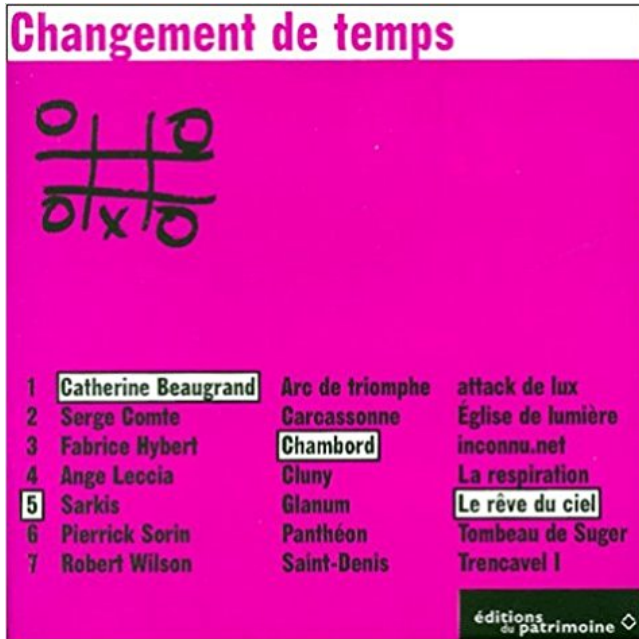 Changement de temps
O O
O X O
1 Catherine Beaugrand Arc de triomphe attack de lux
2 Serge Comte Carcassonne Église de lumière
3 Fabrice Hybert Chambord inconnu.net
4 Ange Leccia Cluny La respiration
5 Sarkis Glanum Le rêve du ciel
6 Pierrick Sorin Panthéon Tombeau de Suger
7 Robert Wilson Saint-Denis Trencavel I
éditions
du patrimoine